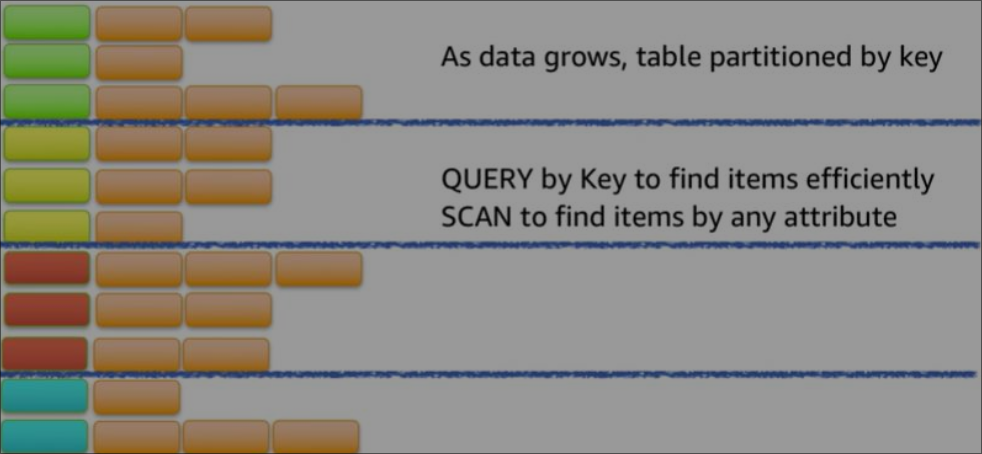 As data grows, table partitioned by key
QUERY by Key to find items efficiently
SCAN to find items by any attribute